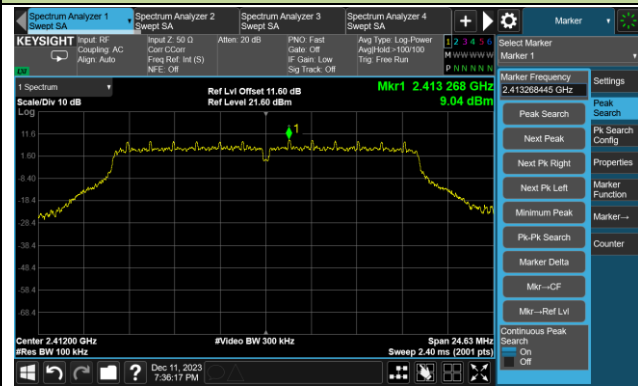 Spectrum Analyzer 1
Swept SA
Spectrum Analyzer 2
Swept SA
Spectrum Analyzer 3
Swept SA
Spectrum Analyzer 4
Swept SA
Marker
KEYSIGHT
Input: RF
Coupling: AC
Align: Auto
Input Z: 50 Ω
Corr CCorr
Freq Ref: Int (S)
NFE: Off
Atten: 20 dB
PNO: Fast
Gate: Off
IF Gain: Low
Sig Track: Off
Avg Type: Log-Power
Avg|Hold >100/100
Trig: Free Run
1 2 3 4 5 6
M W W W W W
P N N N N N
Select Marker
Marker 1
1 Spectrum
Scale/Div 10 dB
Log
Ref Lvl Offset 11.60 dB
Ref Level 21.60 dBm
Mkr1 2.413 268 GHz
9.04 dBm
11.6
1.60
-8.40
-18.4
-28.4
-38.4
-48.4
-58.4
-68.4
1
Center 2.41200 GHz
#Res BW 100 kHz
#Video BW 300 kHz
Span 24.63 MHz
Sweep 2.40 ms (2001 pts)
Marker Frequency
2.413268445 GHz
Peak Search
Next Peak
Next Pk Right
Next Pk Left
Minimum Peak
Pk-Pk Search
Marker Delta
Mkr→CF
Mkr→Ref Lvl
Continuous Peak
Search
On
Off
Settings
Peak
Search
Pk Search
Config
Properties
Marker
Function
Marker→
Counter
Dec 11, 2023
7:36:17 PM